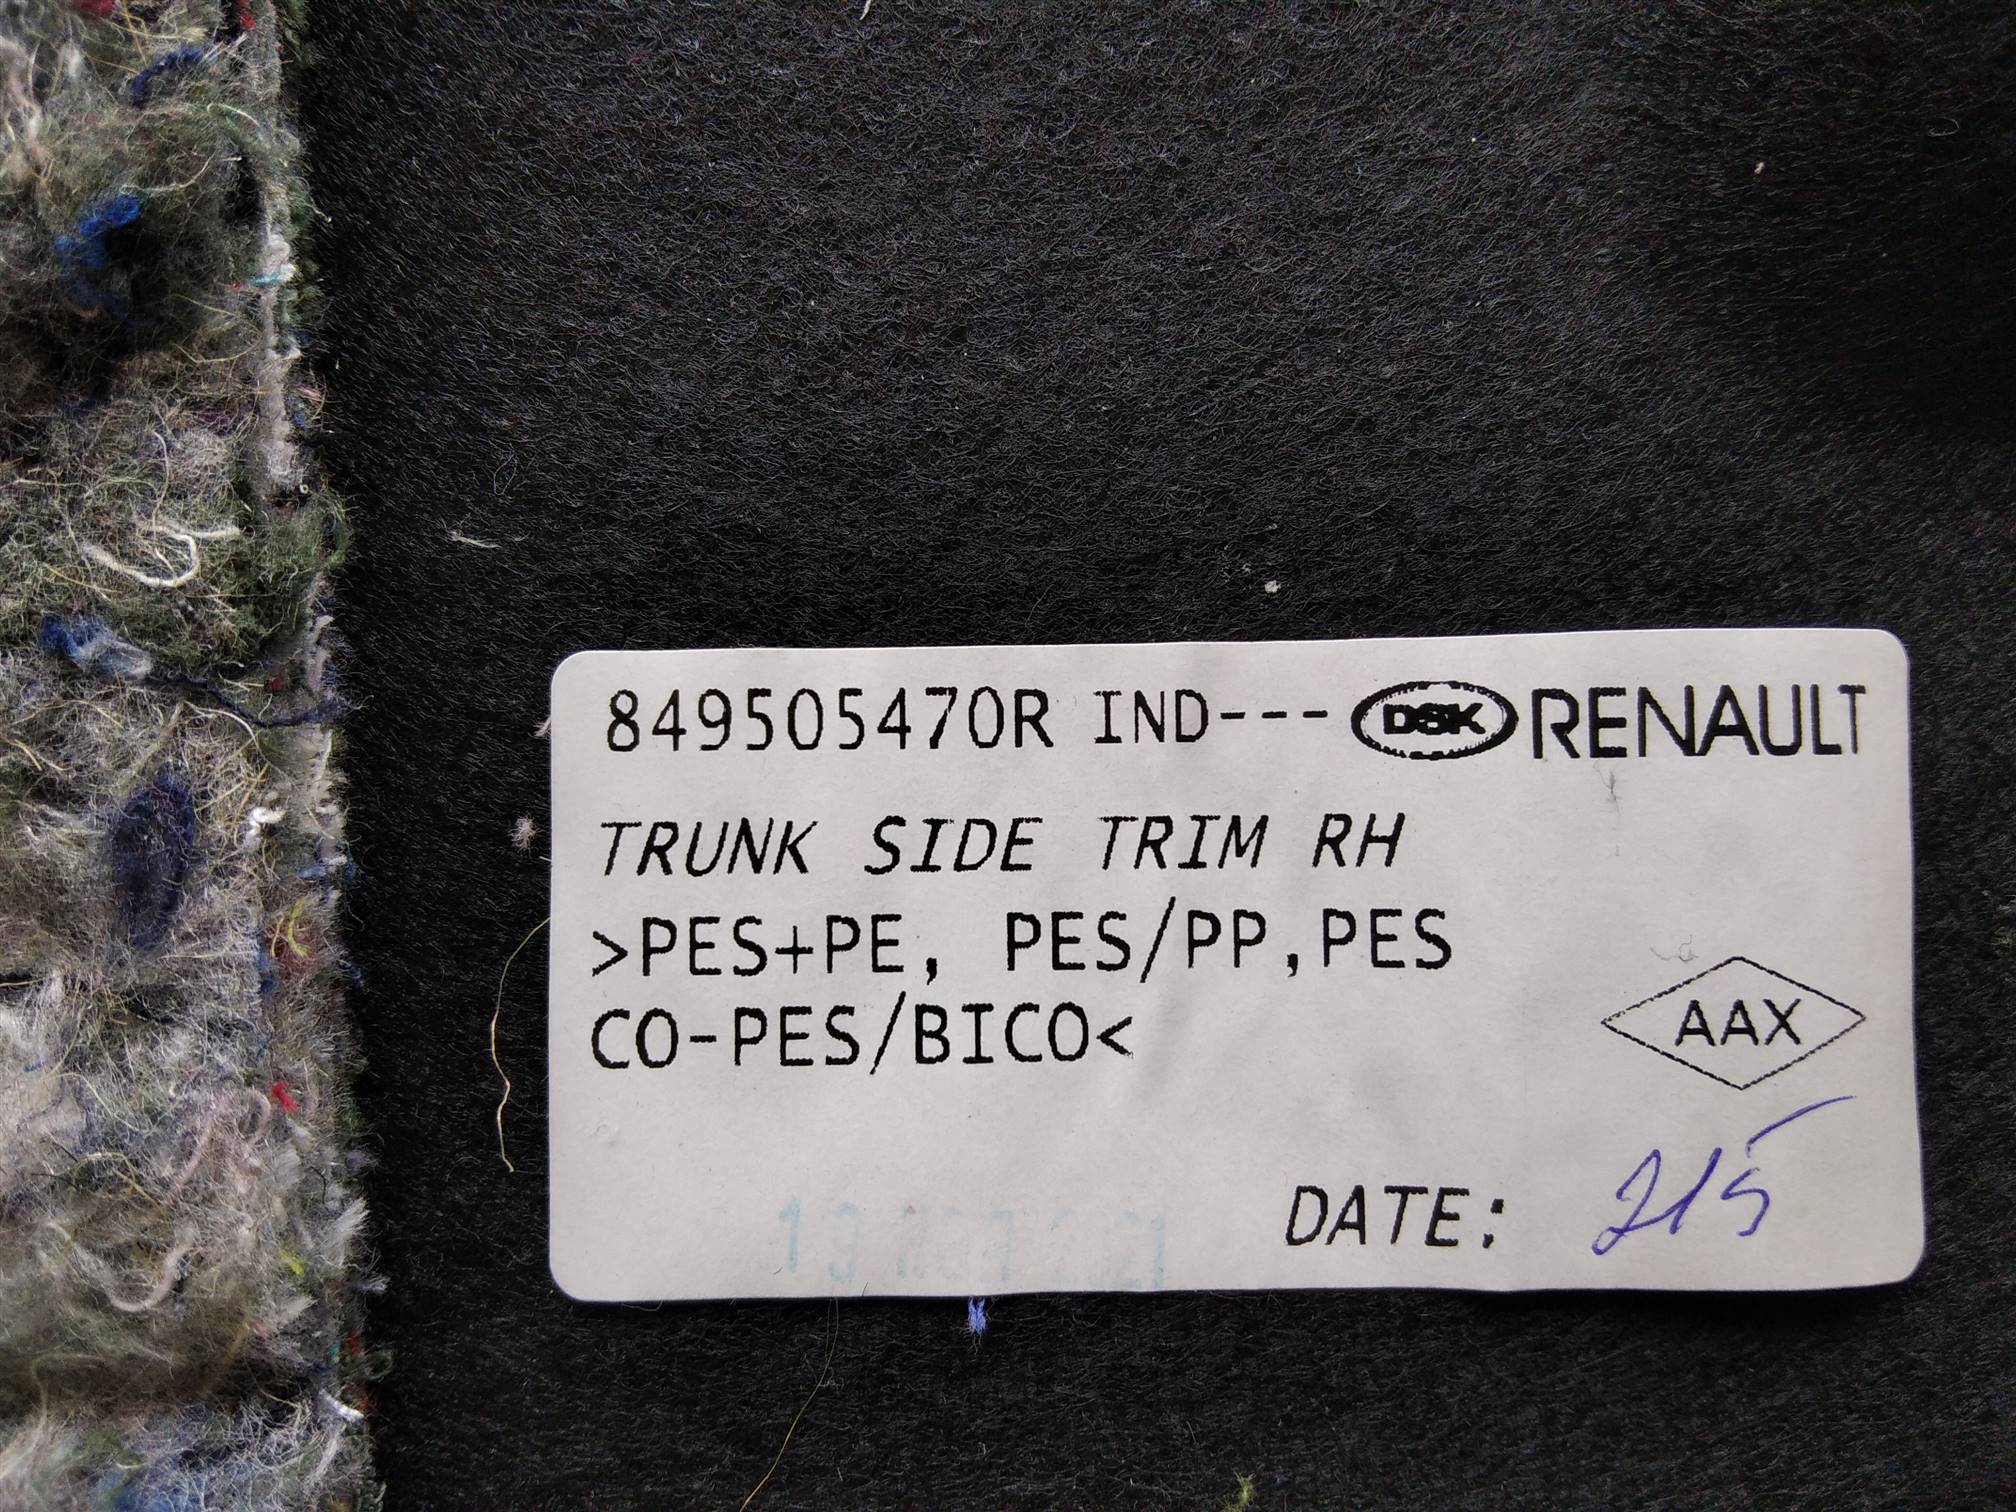 849505470R IND--- DSK RENAULT
TRUNK SIDE TRIM RH
>PES+PE, PES/PP,PES
CO-PES/BICO<
AAX
DATE: 215